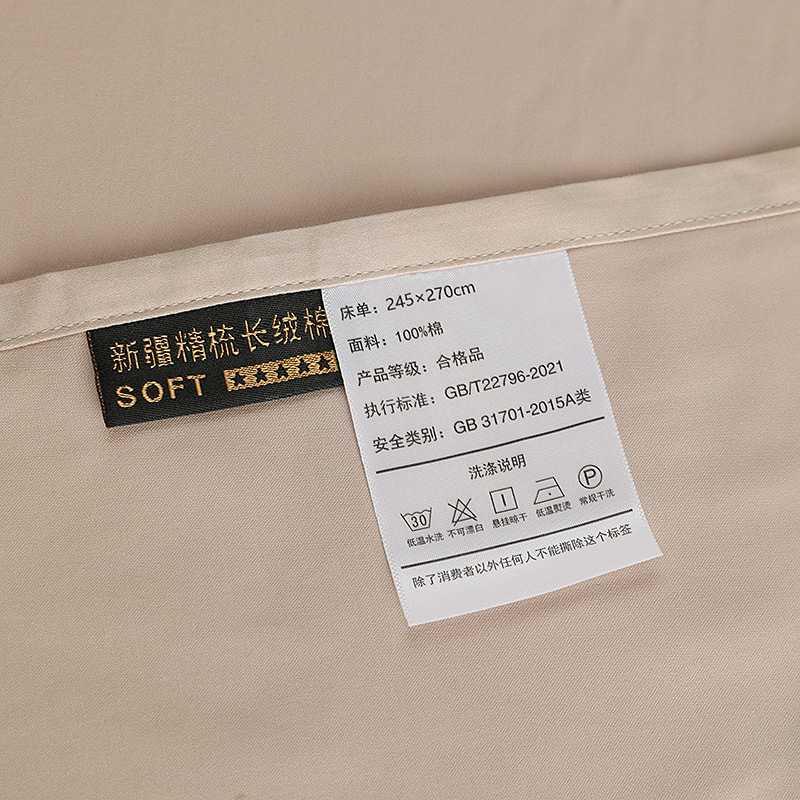 新疆精梳长绒棉
SOFT
床单：245×270cm
面料：100%棉
产品等级：合格品
执行标准：GB/T22796-2021
安全类别：GB 31701-2015A类
洗涤说明
30
P
低温水洗 不可漂白 悬挂晾干 低温熨烫 常规干洗
除了消费者以外任何人不能撕除这个标签